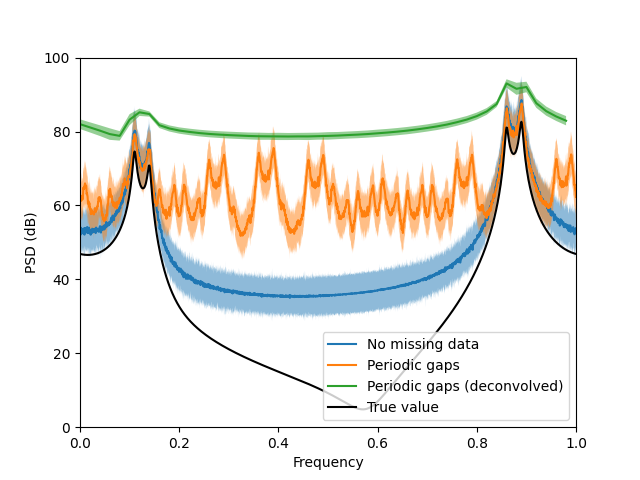 100
80
60
40
20
0
0.0 0.2 0.4 0.6 0.8 1.0
PSD (dB)
Frequency
No missing data
Periodic gaps
Periodic gaps (deconvolved)
True value